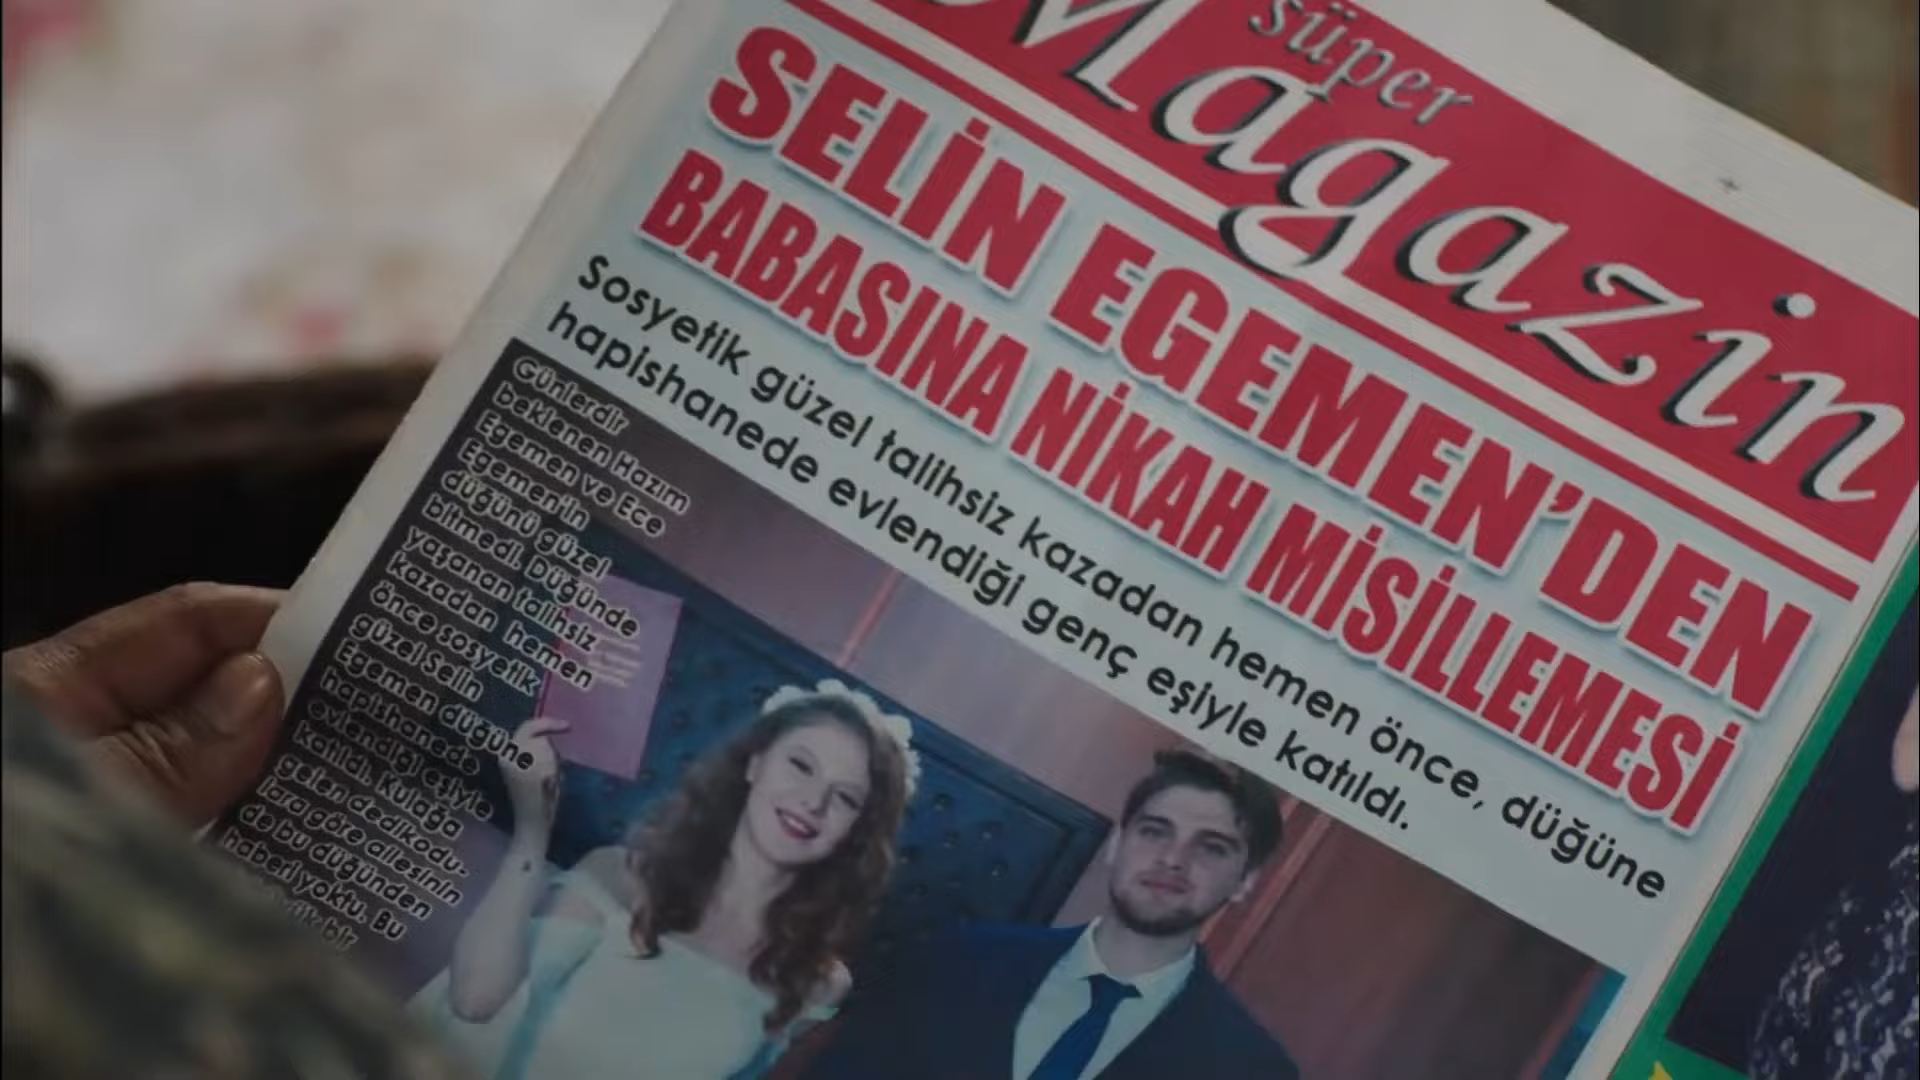 süper
Magazin
SELİN EGEMEN'DEN
BABASINA NİKAH MİSİLLEMESİ
Sosyetik güzel talihsiz kazadan hemen önce, düğüne
hapishanede evlendiği genç eşiyle katıldı.
Günlerdir
beklenen Hazım
Egemen ve Ece
Egemen'in
düğünü güzel
bitmedi. Düğünde
yaşanan talihsiz
kazadan hemen
önce sosyetik
güzel Selin
Egemen düğüne
hapishanede
evlendiği eşiyle
katıldı. Kulağa
gelen dedikodu-
lara göre ailesinin
de bu düğünden
haberi yoktu. Bu
bir